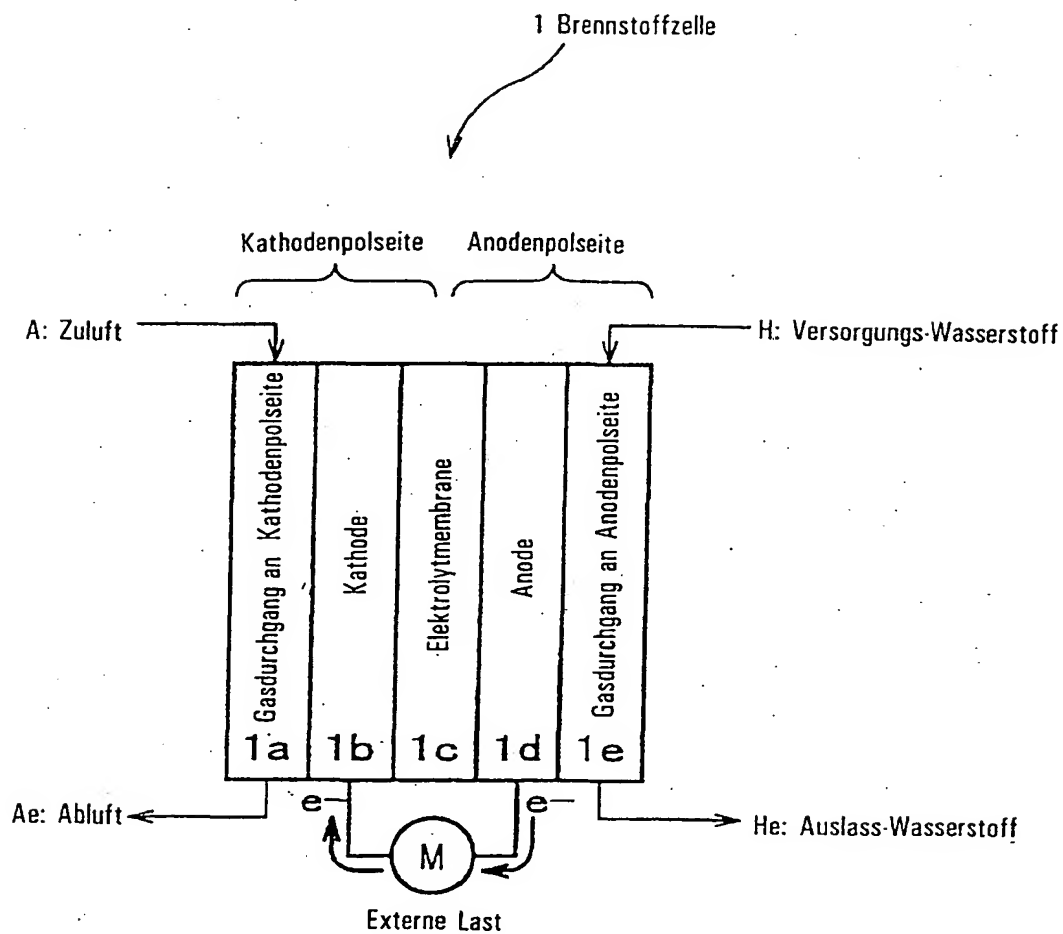 1 Brennstoffzelle
Kathodenpolseite
Anodenpolseite
A: Zuluft
H: Versorgungs-Wasserstoff
Gasdurchgang an Kathodenpolseite
Kathode
Elektrolytmembrane
Anode
Gasdurchgang an Anodenpolseite
1a
1b
1c
1d
1e
Ae: Abluft
e—
e—
He: Auslass-Wasserstoff
M
Externe Last